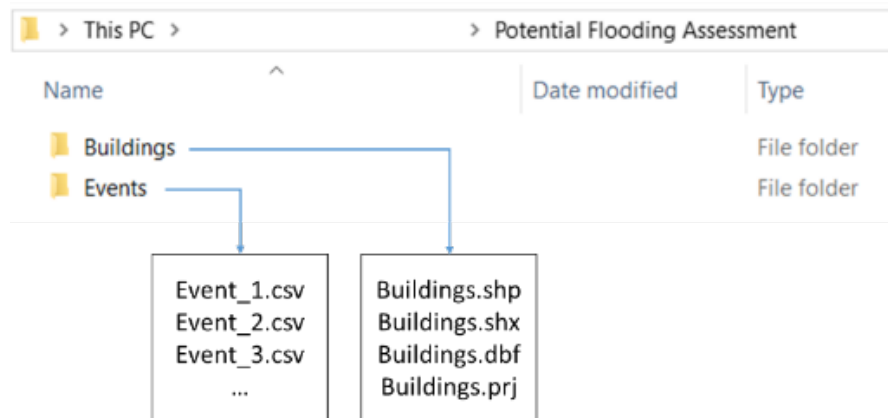 > This PC > > Potential Flooding Assessment
Name Date modified Type
Buildings File folder
Events File folder
Event_1.csv
Event_2.csv
Event_3.csv
...
Buildings.shp
Buildings.shx
Buildings.dbf
Buildings.prj